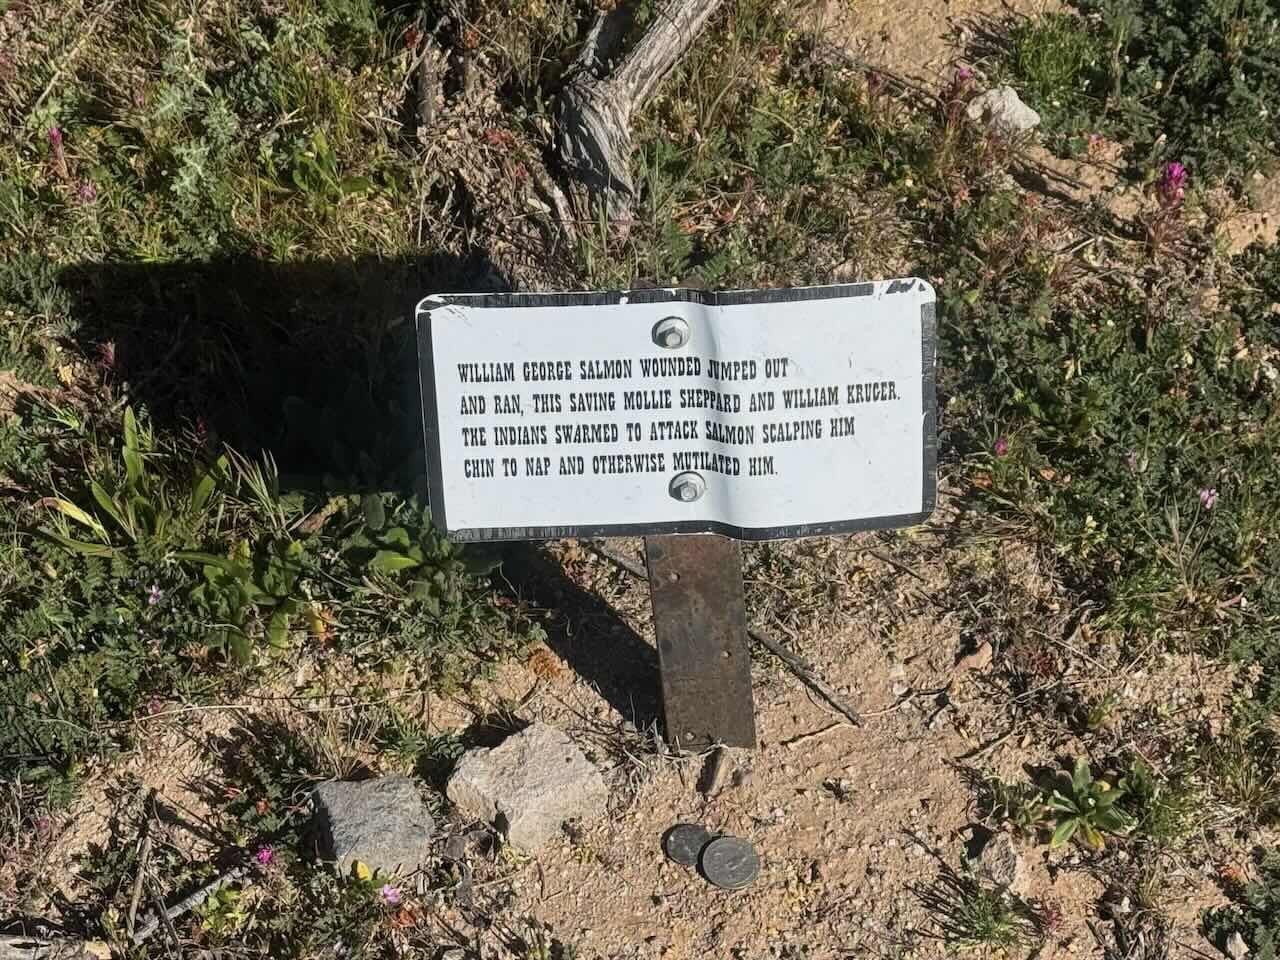 WILLIAM GEORGE SALMON WOUNDED JUMPED OUT
AND RAN, THIS SAVING MOLLIE SHEPPARD AND WILLIAM KRUGER.
THE INDIANS SWARMED TO ATTACK SALMON SCALPING HIM
CHIN TO NAP AND OTHERWISE MUTILATED HIM.